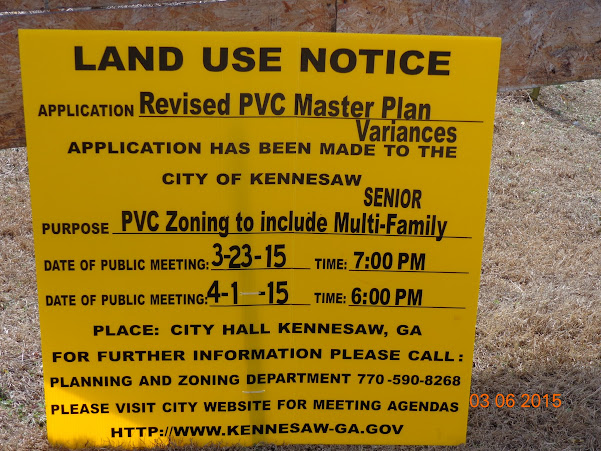 LAND USE NOTICE
APPLICATION Revised PVC Master Plan
Variances
APPLICATION HAS BEEN MADE TO THE
CITY OF KENNESAW
SENIOR
PURPOSE PVC Zoning to include Multi-Family
DATE OF PUBLIC MEETING: 3-23-15 TIME: 7:00 PM
DATE OF PUBLIC MEETING: 4-1-15 TIME: 6:00 PM
PLACE: CITY HALL KENNESAW, GA
FOR FURTHER INFORMATION PLEASE CALL:
PLANNING AND ZONING DEPARTMENT 770-590-8268
PLEASE VISIT CITY WEBSITE FOR MEETING AGENDAS
HTTP://WWW.KENNESAW-GA.GOV
03 06 2015